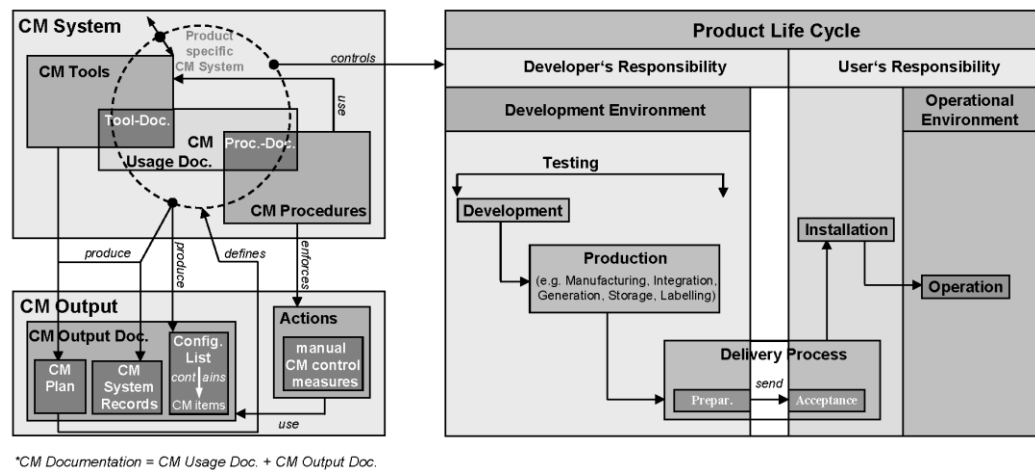 CM System
Product
specific
CM System
CM Tools
Tool-Doc.
CM
Usage Doc.
Proc.-Doc.
CM Procedures
use
controls
produce
produce
defines
enforces
CM Output
CM Output Doc.
CM
Plan
CM
System
Records
Config.
List
cont ains
CM items
Actions
manual
CM control
measures
use
*CM Documentation = CM Usage Doc. + CM Output Doc.
Product Life Cycle
Developer's Responsibility
User's Responsibility
Development Environment
Operational
Environment
Testing
Development
Production
(e.g. Manufacturing, Integration,
Generation, Storage, Labelling)
Installation
Operation
Delivery Process
Prepar.
send
Acceptance